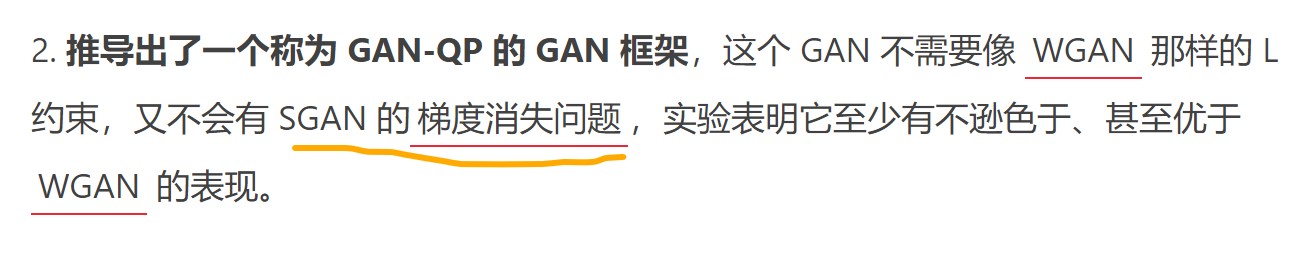 2. 推导出了一个称为 GAN-QP 的 GAN 框架，这个 GAN 不需要像 WGAN 那样的 L
约束，又不会有 SGAN 的梯度消失问题，实验表明它至少有不逊色于、甚至优于
WGAN 的表现。